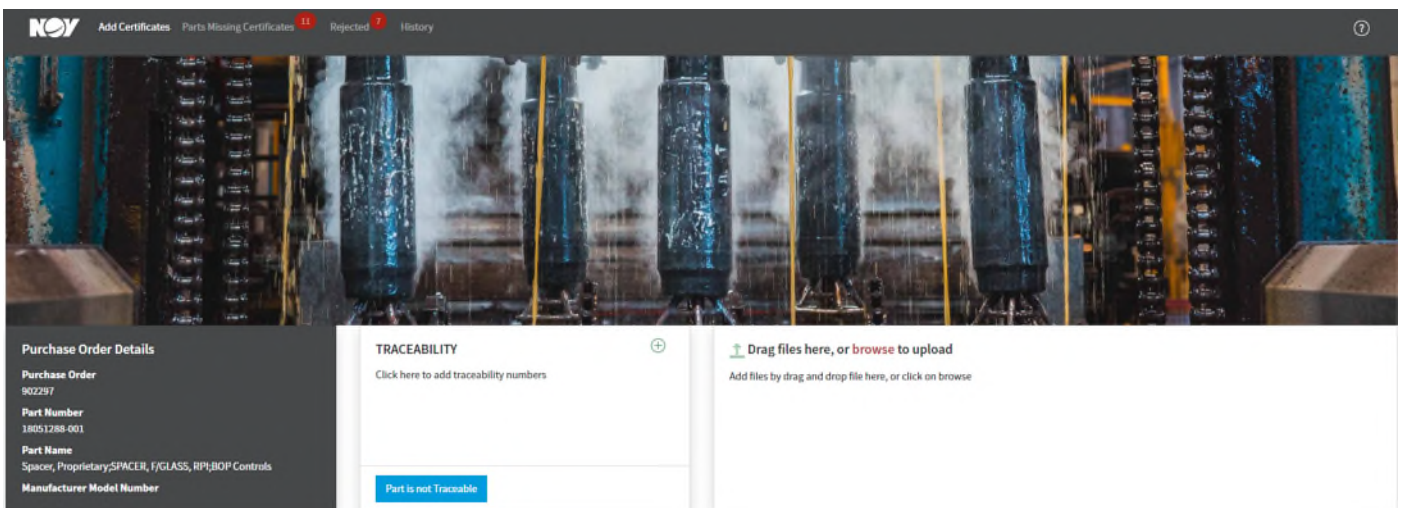 NOV
Add Certificates Parts Missing Certificates 11 Rejected 7 History ?
Purchase Order Details
Purchase Order
902297
Part Number
18051288-001
Part Name
Spacer, Proprietary;SPACER, F/GLASS, RPI;BOP Controls
Manufacturer Model Number
TRACEABILITY
Click here to add traceability numbers
Part is not Traceable
Drag files here, or browse to upload
Add files by drag and drop file here, or click on browse